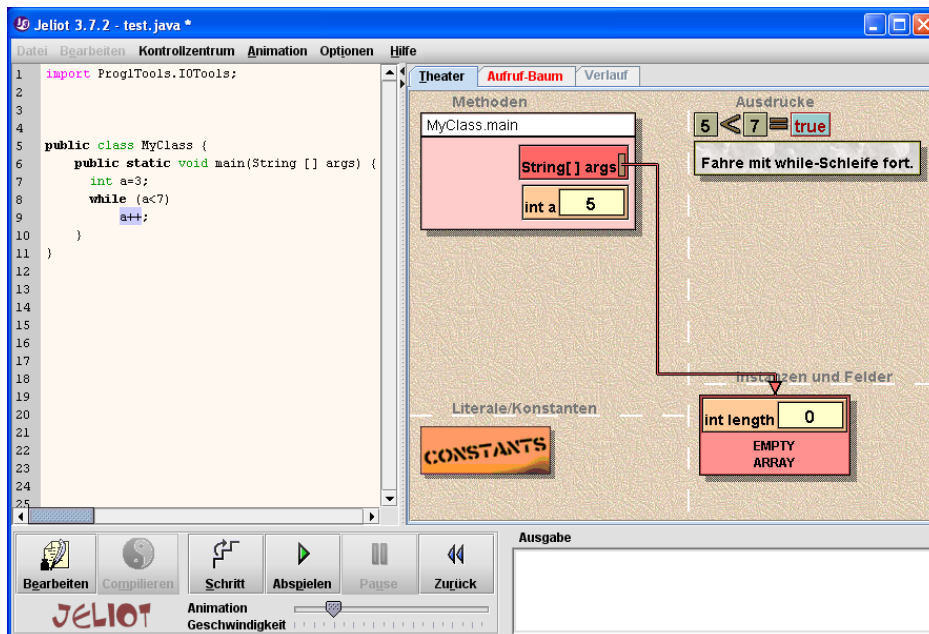 Jeliot 3.7.2 - test.java *
Datei Bearbeiten Kontrollzentrum Animation Optionen Hilfe
1 import Prog1Tools.IOTools;
2
3
4
5 public class MyClass {
6 public static void main(String [] args) {
7 int a=3;
8 while (a<7)
9 a++;
10 }
11 }
12
13
14
15
16
17
18
19
20
21
22
23
24
25
Theater Aufruf-Baum Verlauf
Methoden
MyClass.main
String[ ] args
int a 5
Ausdrücke
5 < 7 = true
Fahre mit while-Schleife fort.
Literale/Konstanten
CONSTANTS
Instanzen und Felder
int length 0
EMPTY
ARRAY
Bearbeiten Compilieren Schritt Abspielen Pause Zurück
JELIOT
Animation
Geschwindigkeit
Ausgabe